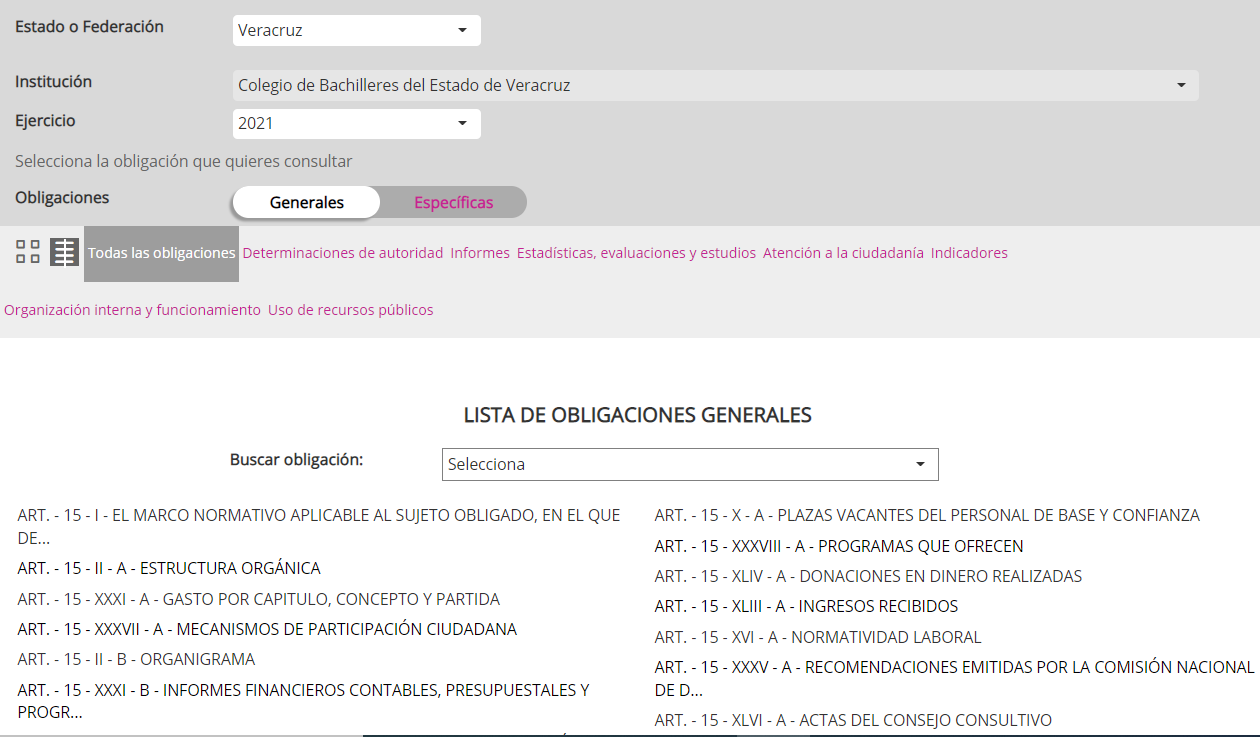 Estado o Federación
Veracruz
Institución
Colegio de Bachilleres del Estado de Veracruz
Ejercicio
2021
Selecciona la obligación que quieres consultar
Obligaciones
Generales
Específicas
Todas las obligaciones Determinaciones de autoridad Informes Estadísticas, evaluaciones y estudios Atención a la ciudadanía Indicadores
Organización interna y funcionamiento Uso de recursos públicos
LISTA DE OBLIGACIONES GENERALES
Buscar obligación:
Selecciona
ART. - 15 - I - EL MARCO NORMATIVO APLICABLE AL SUJETO OBLIGADO, EN EL QUE
DE...
ART. - 15 - II - A - ESTRUCTURA ORGÁNICA
ART. - 15 - XXXI - A - GASTO POR CAPITULO, CONCEPTO Y PARTIDA
ART. - 15 - XXXVII - A - MECANISMOS DE PARTICIPACIÓN CIUDADANA
ART. - 15 - II - B - ORGANIGRAMA
ART. - 15 - XXXI - B - INFORMES FINANCIEROS CONTABLES, PRESUPUESTALES Y
PROGR...
ART. - 15 - X - A - PLAZAS VACANTES DEL PERSONAL DE BASE Y CONFIANZA
ART. - 15 - XXXVIII - A - PROGRAMAS QUE OFRECEN
ART. - 15 - XLIV - A - DONACIONES EN DINERO REALIZADAS
ART. - 15 - XLIII - A - INGRESOS RECIBIDOS
ART. - 15 - XVI - A - NORMATIVIDAD LABORAL
ART. - 15 - XXXV - A - RECOMENDACIONES EMITIDAS POR LA COMISIÓN NACIONAL
DE D...
ART. - 15 - XLVI - A - ACTAS DEL CONSEJO CONSULTIVO